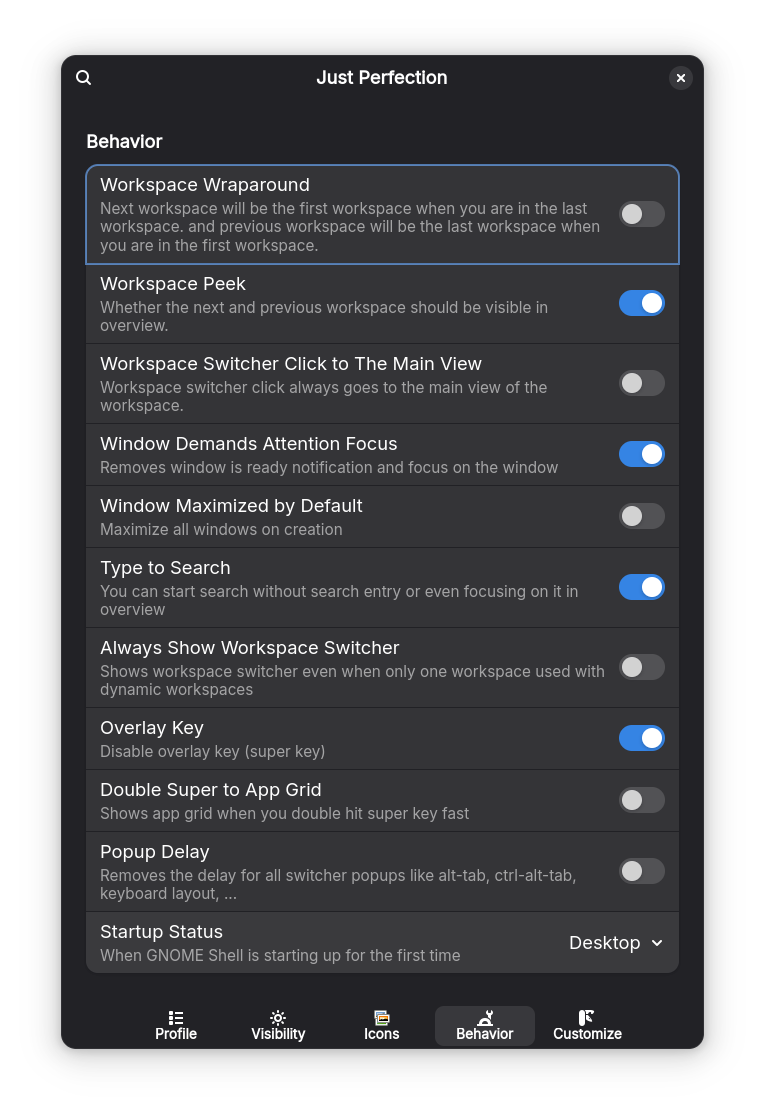 Just Perfection
Behavior
Workspace Wraparound
Next workspace will be the first workspace when you are in the last
workspace. and previous workspace will be the last workspace when
you are in the first workspace.
Workspace Peek
Whether the next and previous workspace should be visible in
overview.
Workspace Switcher Click to The Main View
Workspace switcher click always goes to the main view of the
workspace.
Window Demands Attention Focus
Removes window is ready notification and focus on the window
Window Maximized by Default
Maximize all windows on creation
Type to Search
You can start search without search entry or even focusing on it in
overview
Always Show Workspace Switcher
Shows workspace switcher even when only one workspace used with
dynamic workspaces
Overlay Key
Disable overlay key (super key)
Double Super to App Grid
Shows app grid when you double hit super key fast
Popup Delay
Removes the delay for all switcher popups like alt-tab, ctrl-alt-tab,
keyboard layout, ...
Startup Status
When GNOME Shell is starting up for the first time
Desktop
Profile
Visibility
Icons
Behavior
Customize